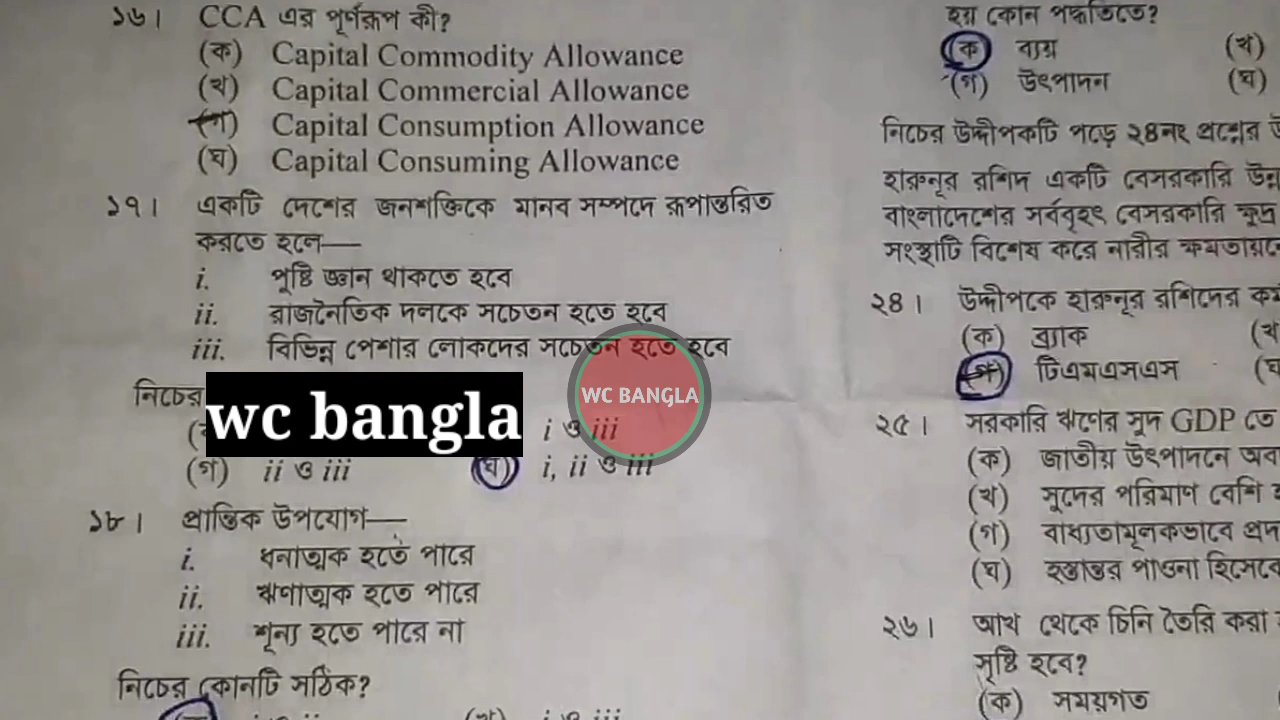 ১৬। CCA এর পূর্ণরূপ কী?
(ক) Capital Commodity Allowance
(খ) Capital Commercial Allowance
(গ) Capital Consumption Allowance
(ঘ) Capital Consuming Allowance
১৭। একটি দেশের জনশক্তিকে মানব সম্পদে রূপান্তরিত
করতে হলে—
i. পুষ্টি জ্ঞান থাকতে হবে
ii. রাজনৈতিক দলকে সচেতন হতে হবে
iii. বিভিন্ন পেশার লোকদের সচেতন হতে হবে
নিচের
wc bangla
WC BANGLA
i ও iii
(গ) ii ও iii (ঘ) i, ii ও iii
১৮। প্রান্তিক উপযোগ—
i. ধনাত্মক হতে পারে
ii. ঋণাত্মক হতে পারে
iii. শূন্য হতে পারে না
নিচের কোনটি সঠিক?
হয় কোন পদ্ধতিতে?
(ক) ব্যয় (খ)
(গ) উৎপাদন (ঘ)
নিচের উদ্দীপকটি পড়ে ২৪নং প্রশ্নের
হারুনূর রশিদ একটি বেসরকারি
বাংলাদেশের সর্ববৃহৎ বেসরকারি ক্ষুদ্র
সংস্থাটি বিশেষ করে নারীর
২৪। উদ্দীপকে হারুনূর রশিদের
(ক) ব্র্যাক (খ
(গ) টিএমএসএস (ঘ
২৫। সরকারি ঋণের সুদ GDP তে
(ক) জাতীয় উৎপাদনে
(খ) সুদের পরিমাণ বেশি
(গ) বাধ্যতামূলকভাবে
(ঘ) হস্তান্তর পাওনা হিসেবে
২৬। আখ থেকে চিনি তৈরি করা
সৃষ্টি হবে?
(ক) সময়গত